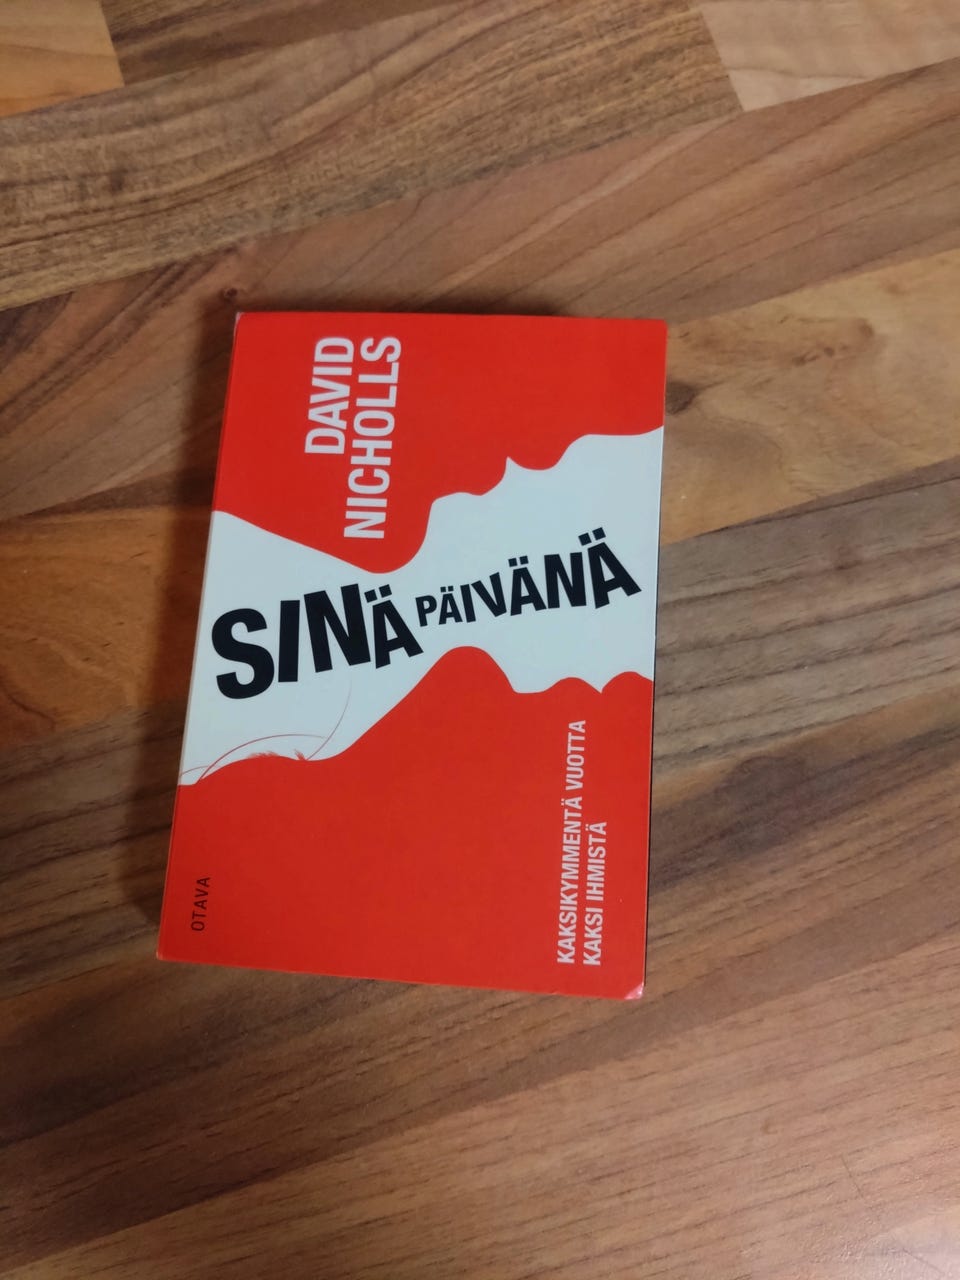 DAVID
NICHOLLS
SINÄ PÄIVÄNÄ
KAKSIKYMMENTÄ VUOTTA
KAKSI IHMISTÄ
OTAVA